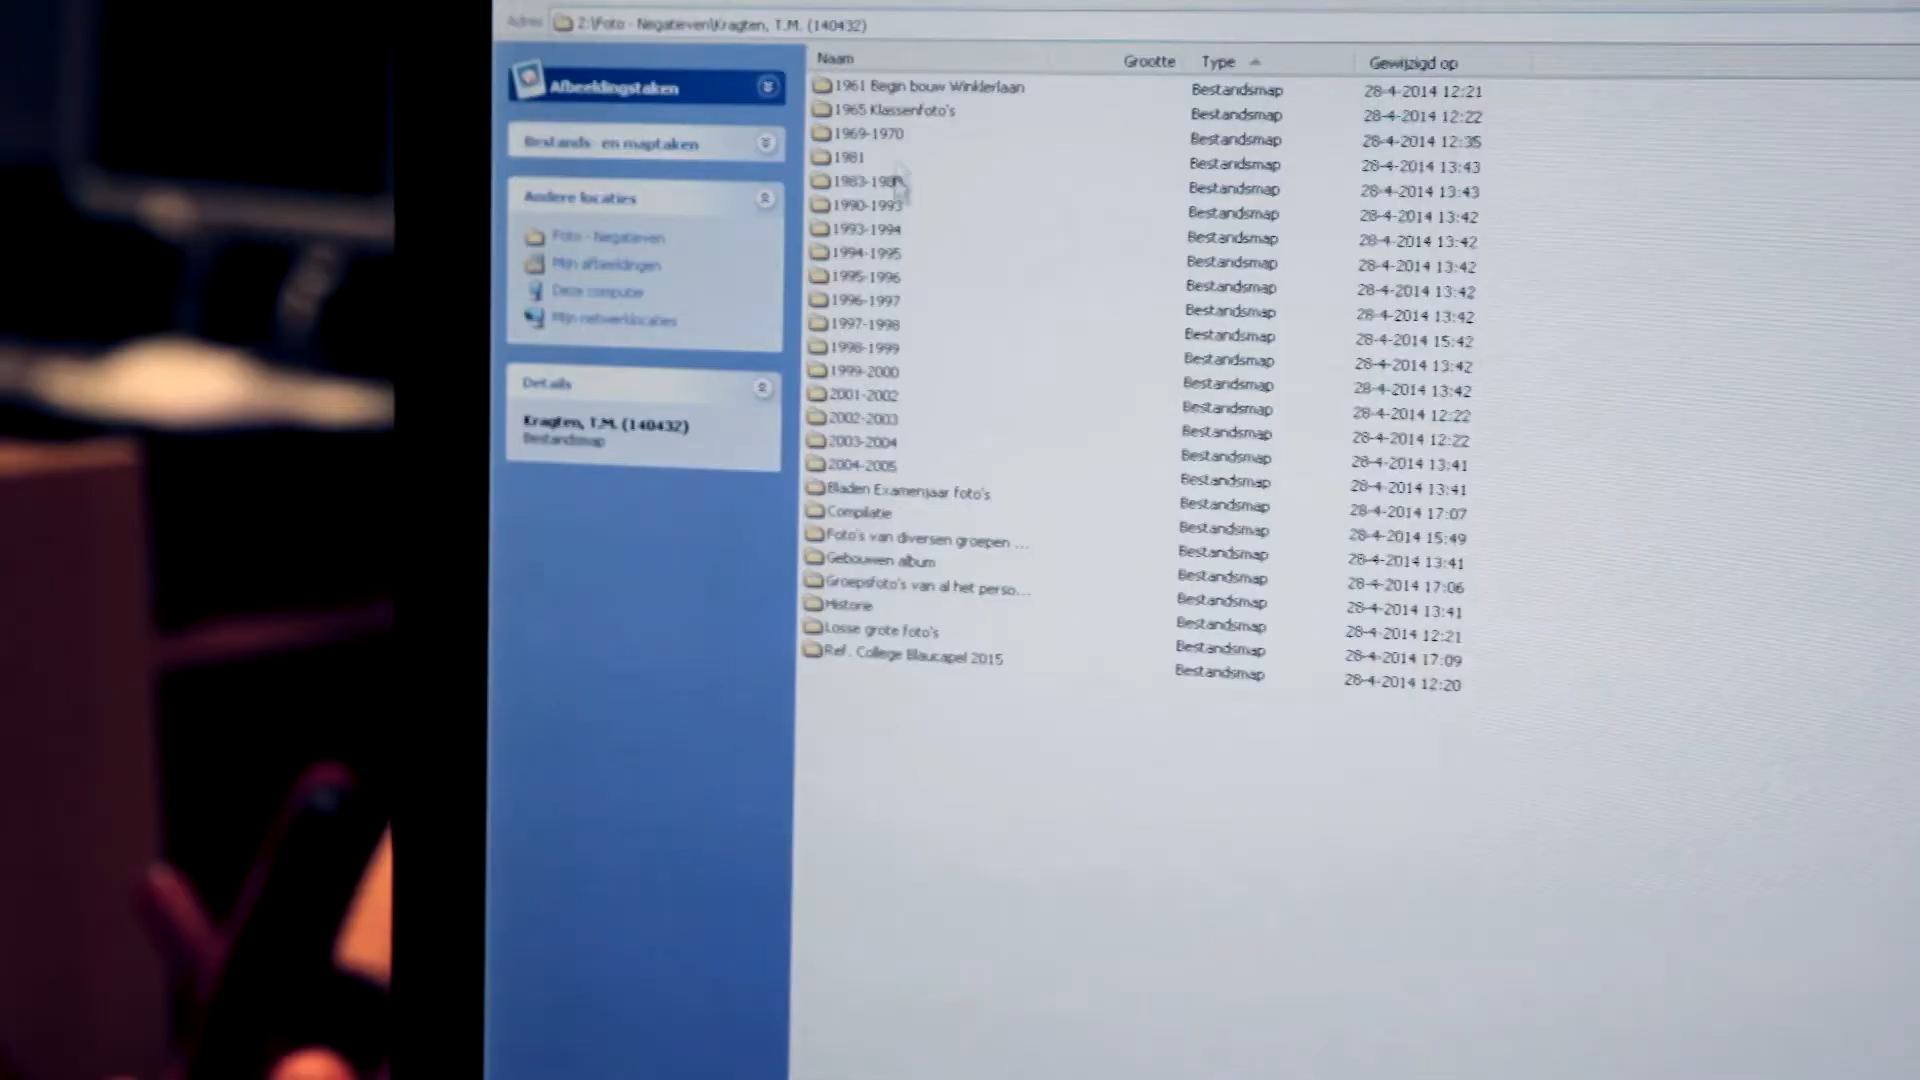 Adres Z:\Foto - Negatieven\Kragten, T.M. (140432)
Afbeeldingstaken
Bestands- en maptaken
Andere locaties
Foto - Negatieven
Mijn afbeeldingen
Deze computer
Mijn netwerklocaties
Details
Kragten, T.M. (140432)
Bestandsmap
Naam Grootte Type Gewijzigd op
1961 Begin bouw Winklerlaan Bestandsmap 28-4-2014 12:21
1965 Klassenfoto's Bestandsmap 28-4-2014 12:22
1969-1970 Bestandsmap 28-4-2014 12:35
1981 Bestandsmap 28-4-2014 13:43
Bestandsmap 28-4-2014 13:43
1990-1993 Bestandsmap 28-4-2014 13:42
1993-1994 Bestandsmap 28-4-2014 13:42
1994-1995 Bestandsmap 28-4-2014 13:42
1995-1996 Bestandsmap 28-4-2014 13:42
1996-1997 Bestandsmap 28-4-2014 13:42
1997-1998 Bestandsmap 28-4-2014 15:42
1998-1999 Bestandsmap 28-4-2014 13:42
1999-2000 Bestandsmap 28-4-2014 13:42
2001-2002 Bestandsmap 28-4-2014 12:22
2002-2003 Bestandsmap 28-4-2014 12:22
2003-2004 Bestandsmap 28-4-2014 13:41
2004-2005 Bestandsmap 28-4-2014 13:41
Bladen Examenjaar foto's Bestandsmap 28-4-2014 17:07
Compilatie Bestandsmap 28-4-2014 15:49
Foto's van diversen groepen ... Bestandsmap 28-4-2014 13:41
Gebouwen album Bestandsmap 28-4-2014 17:06
Groepsfoto's van al het perso... Bestandsmap 28-4-2014 13:41
Historie Bestandsmap 28-4-2014 12:21
Losse grote foto's Bestandsmap 28-4-2014 17:09
Ref. College Blaucapel 2015 Bestandsmap 28-4-2014 12:20